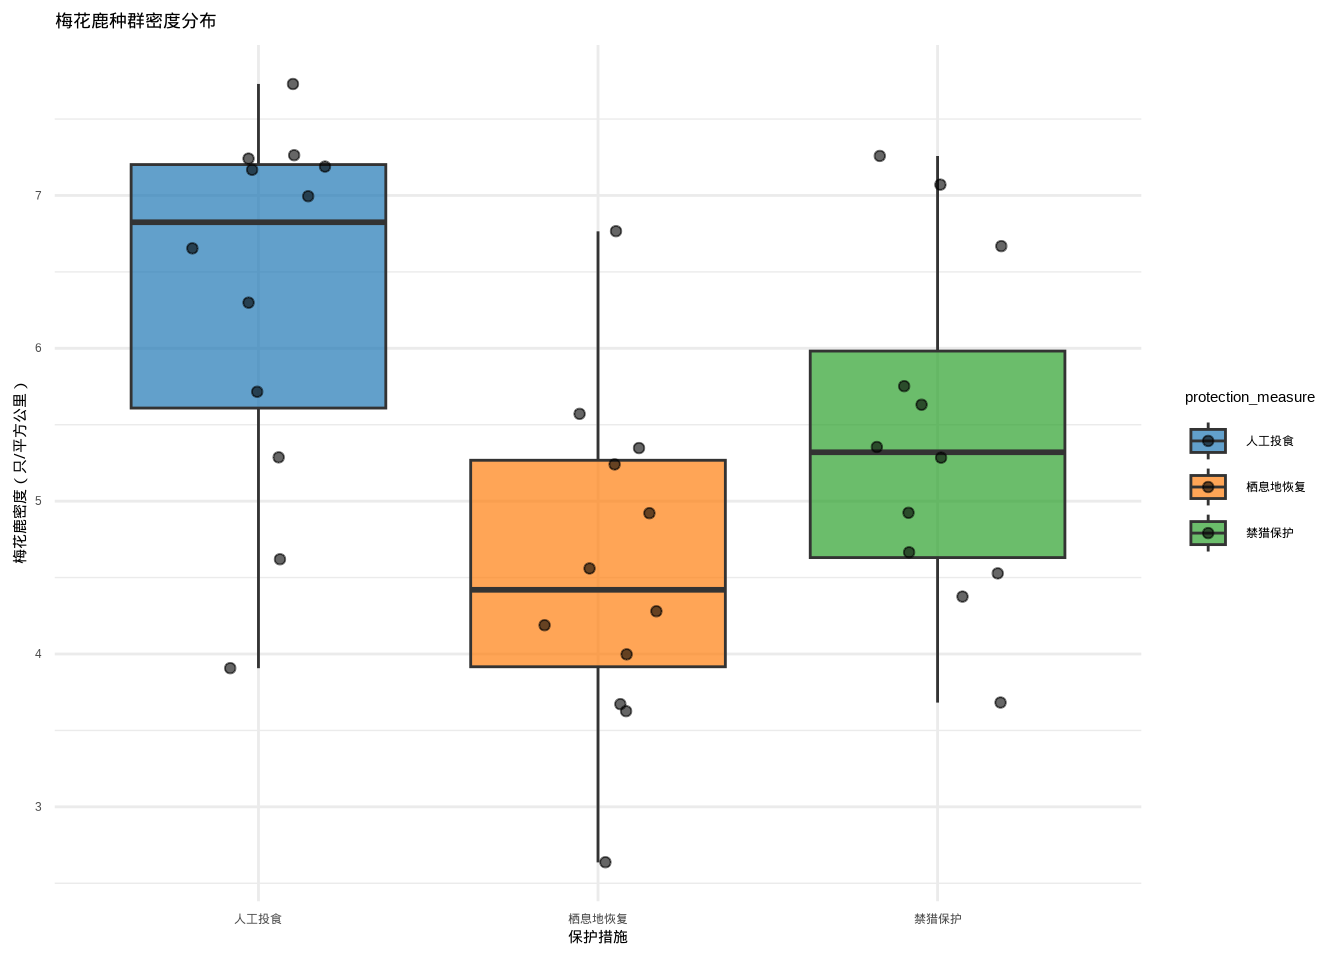 梅花鹿种群密度分布
梅花鹿密度（只/平方公里）
7
6
5
4
3
人工投食
栖息地恢复
禁猎保护
保护措施
protection_measure
人工投食
栖息地恢复
禁猎保护